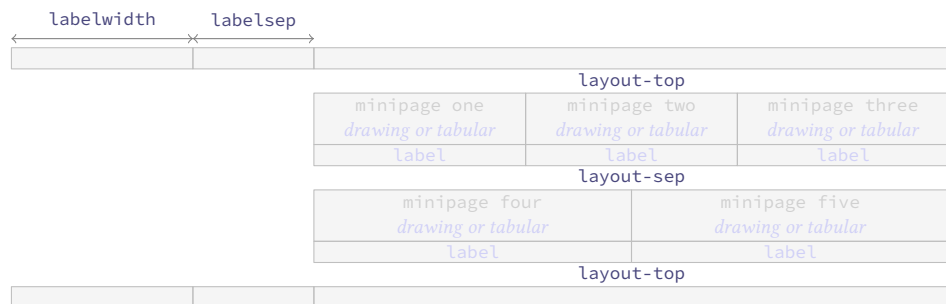 labelwidth labelsep
layout-top
minipage one minipage two minipage three
drawing or tabular drawing or tabular drawing or tabular
label label label
layout-sep
minipage four minipage five
drawing or tabular drawing or tabular
label label
layout-top